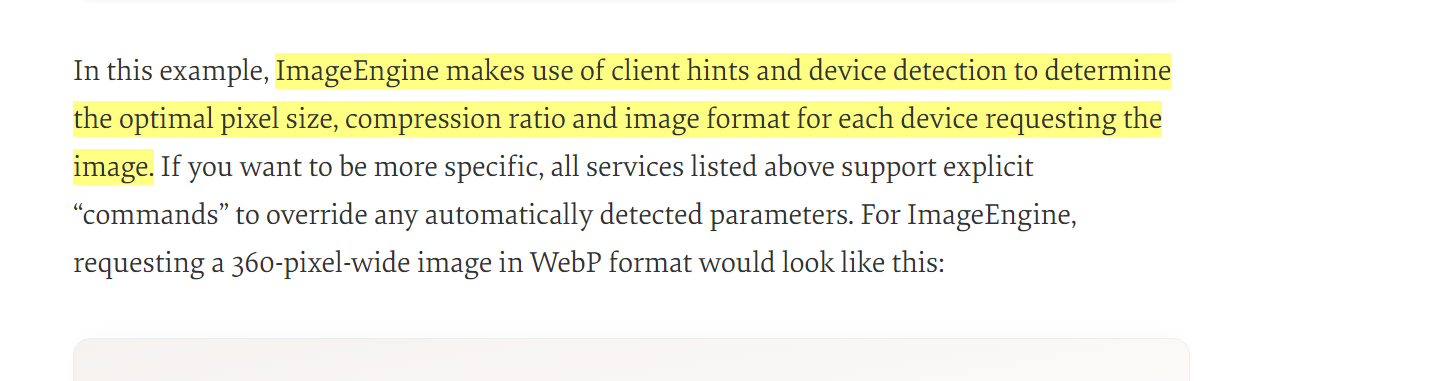 In this example, ImageEngine makes use of client hints and device detection to determine
the optimal pixel size, compression ratio and image format for each device requesting the
image. If you want to be more specific, all services listed above support explicit
“commands” to override any automatically detected parameters. For ImageEngine,
requesting a 360-pixel-wide image in WebP format would look like this: